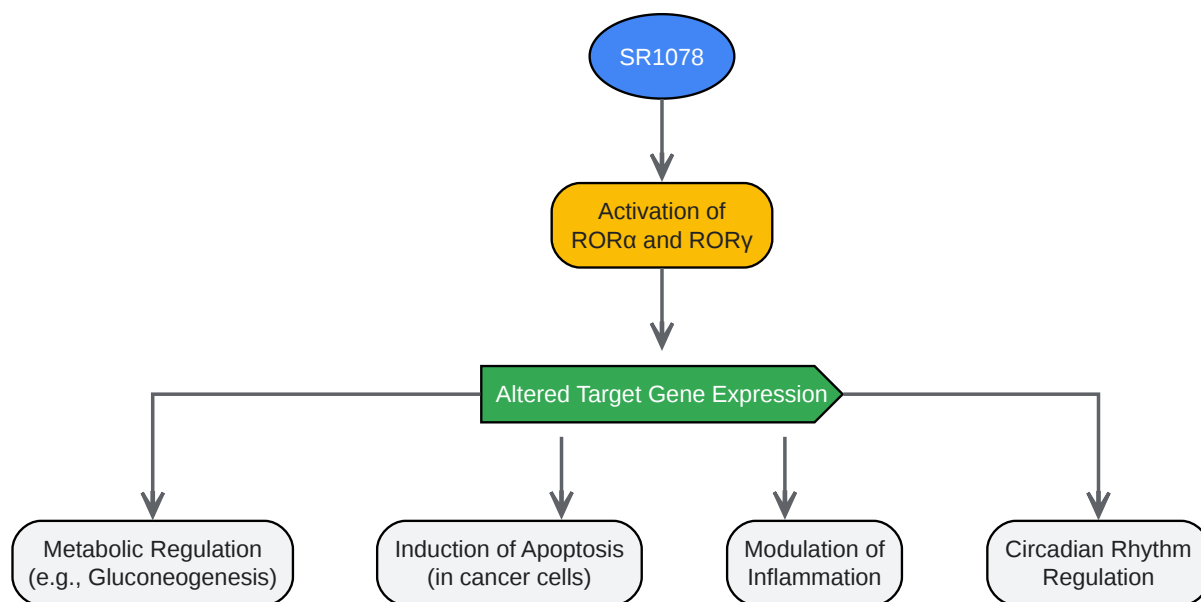 SR1078
Activation of
RORα and RORγ
Altered Target Gene Expression
Metabolic Regulation
(e.g., Gluconeogenesis)
Induction of Apoptosis
(in cancer cells)
Modulation of
Inflammation
Circadian Rhythm
Regulation